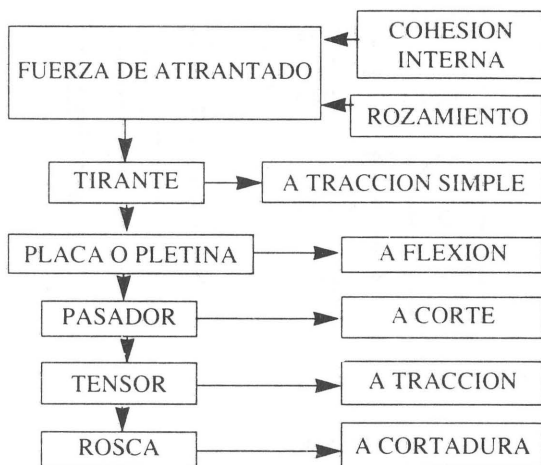 COHESION
INTERNA
FUERZA DE ATIRANTADO
ROZAMIENTO
TIRANTE
A TRACCION SIMPLE
PLACA O PLETINA
A FLEXION
PASADOR
A CORTE
TENSOR
A TRACCION
ROSCA
A CORTADURA